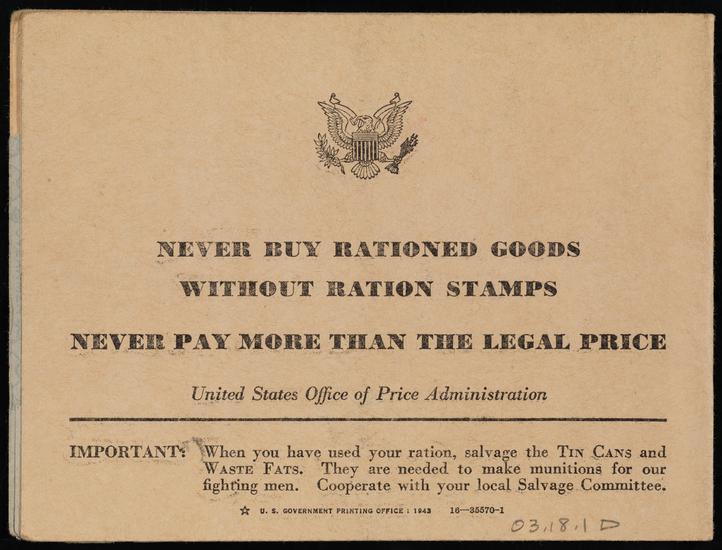 NEVER BUY RATIONED GOODS
WITHOUT RATION STAMPS
NEVER PAY MORE THAN THE LEGAL PRICE
United States Office of Price Administration
IMPORTANT: When you have used your ration, salvage the TIN CANS and
WASTE FATS. They are needed to make munitions for our
fighting men. Cooperate with your local Salvage Committee.
☆ U. S. GOVERNMENT PRINTING OFFICE : 1943 16—35570-1
03.18.1 D